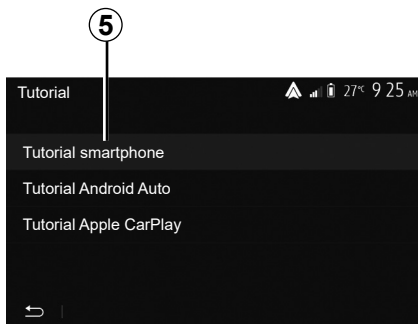 5
Tutorial 27°C 9 25 AM
Tutorial smartphone
Tutorial Android Auto
Tutorial Apple CarPlay